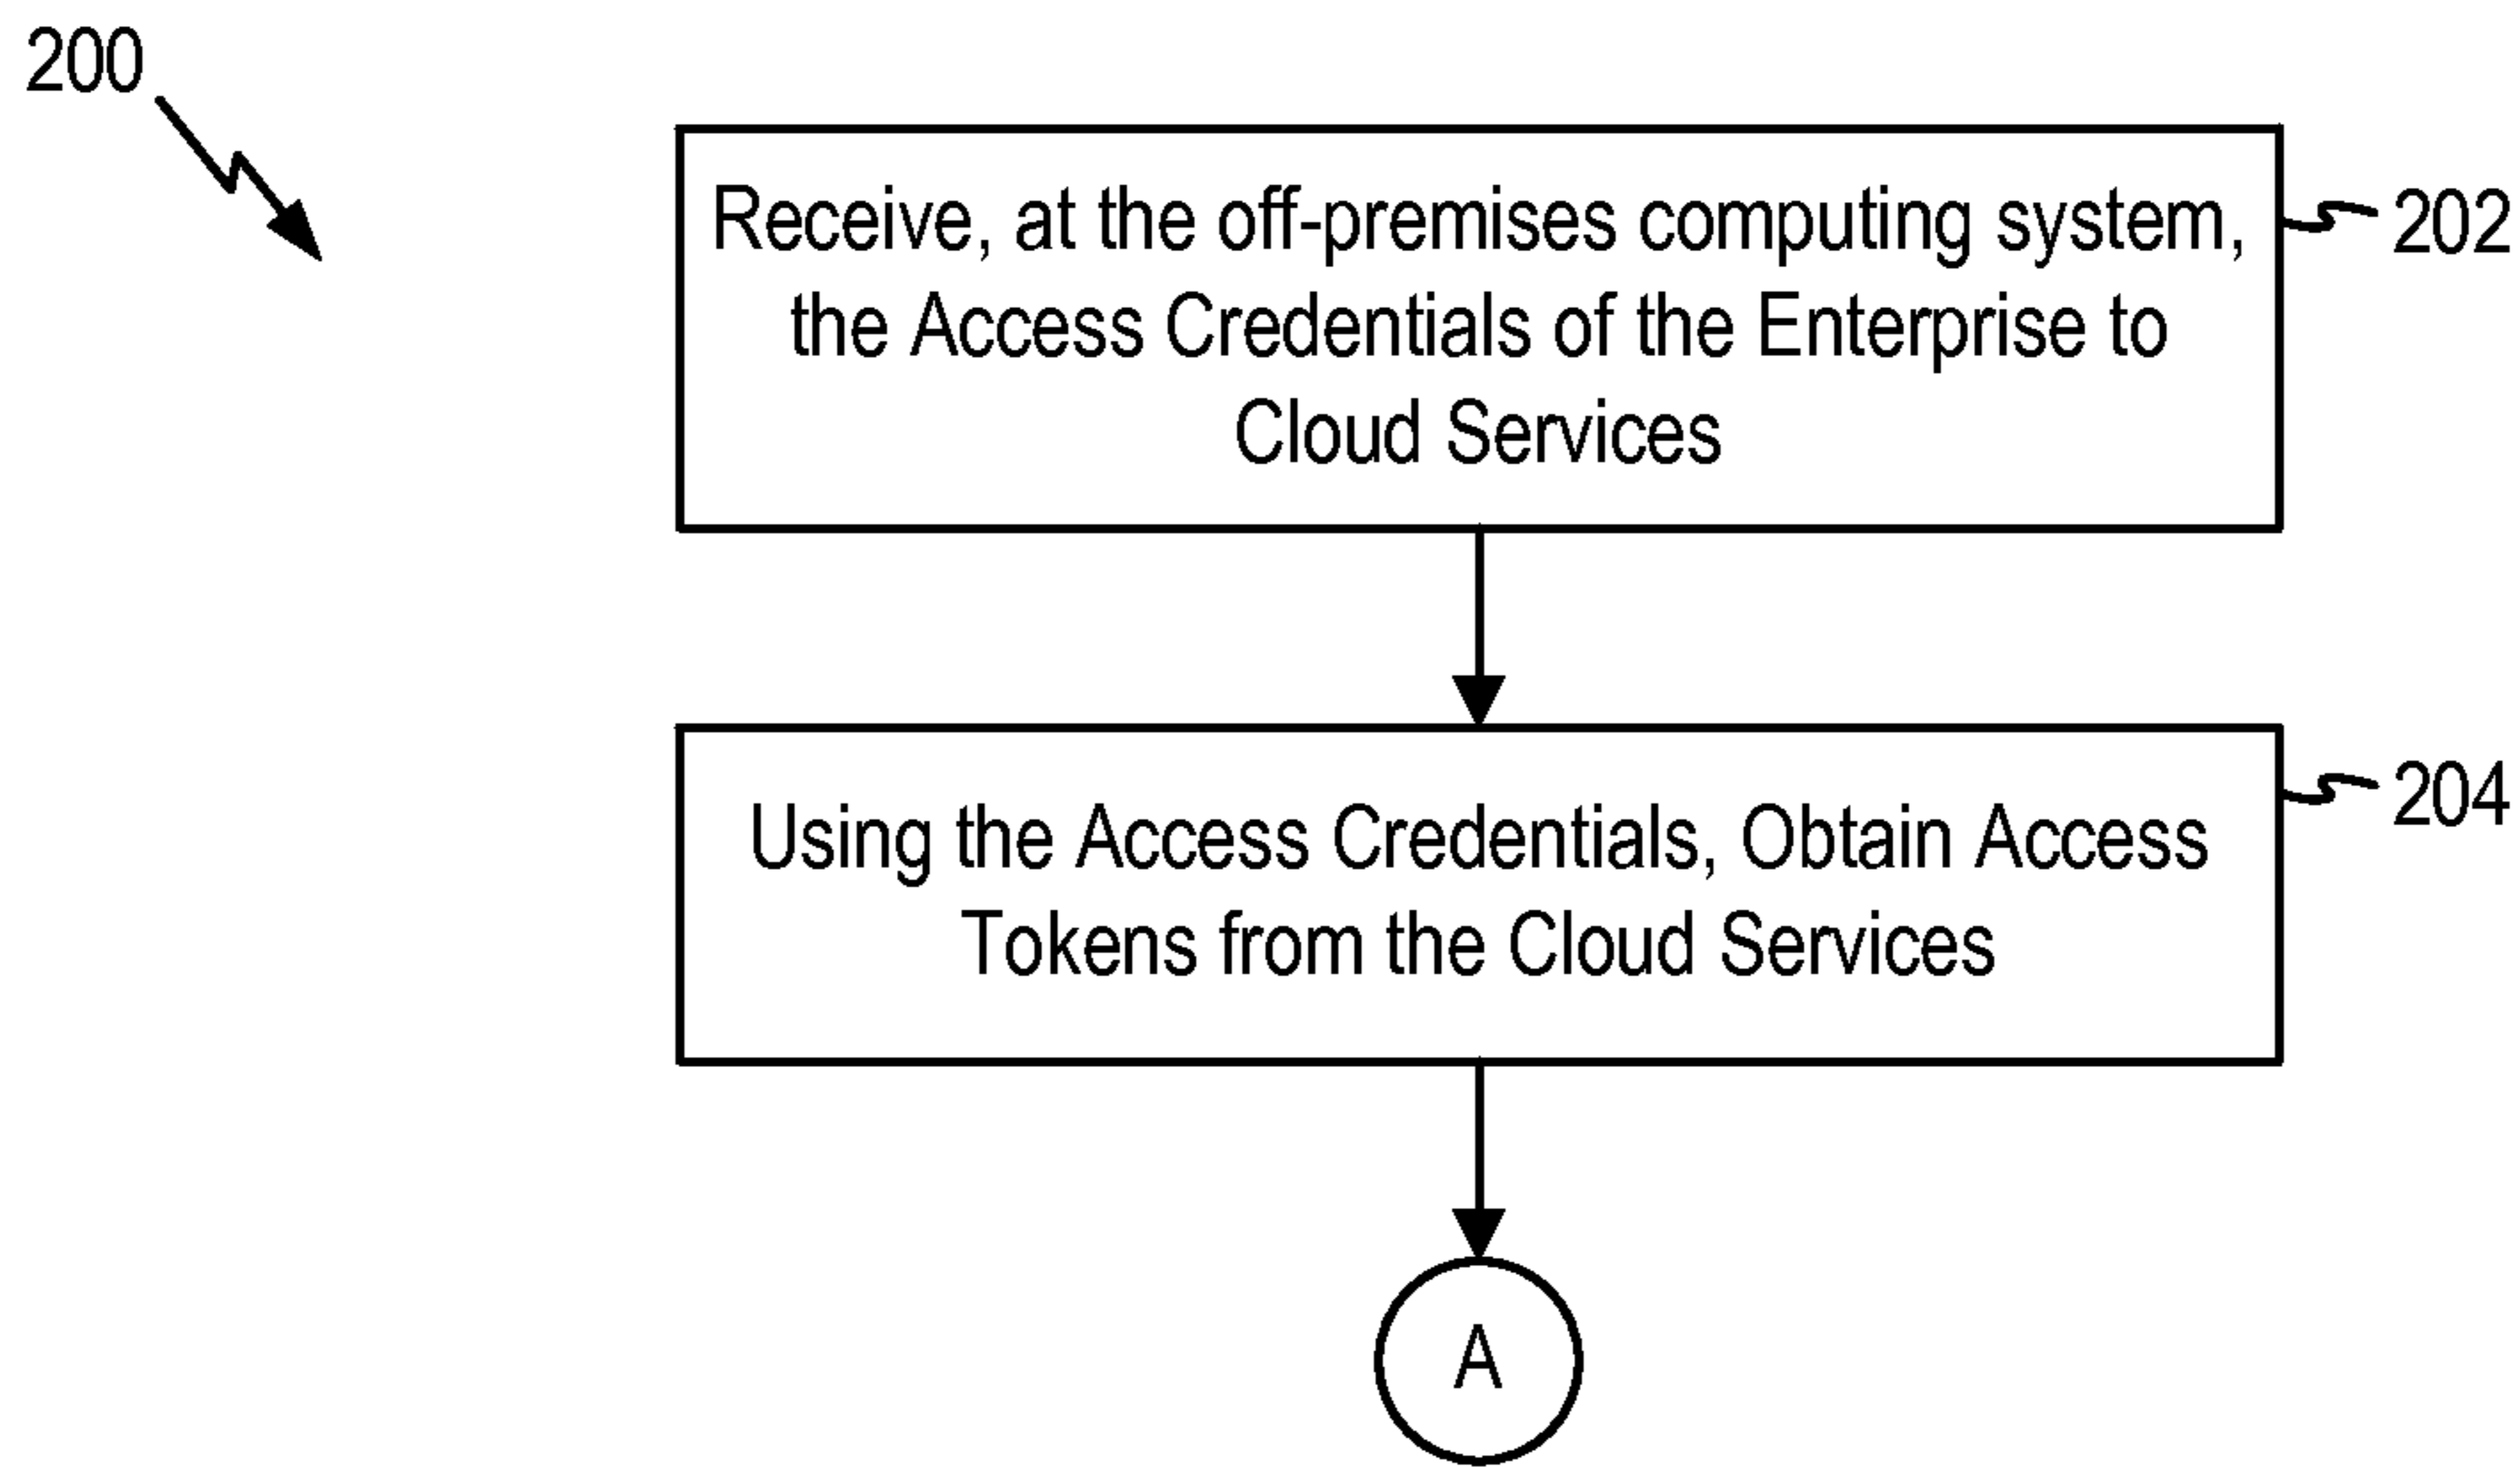 200
Receive, at the off-premises computing system,
the Access Credentials of the Enterprise to
Cloud Services
202
Using the Access Credentials, Obtain Access
Tokens from the Cloud Services
204
A